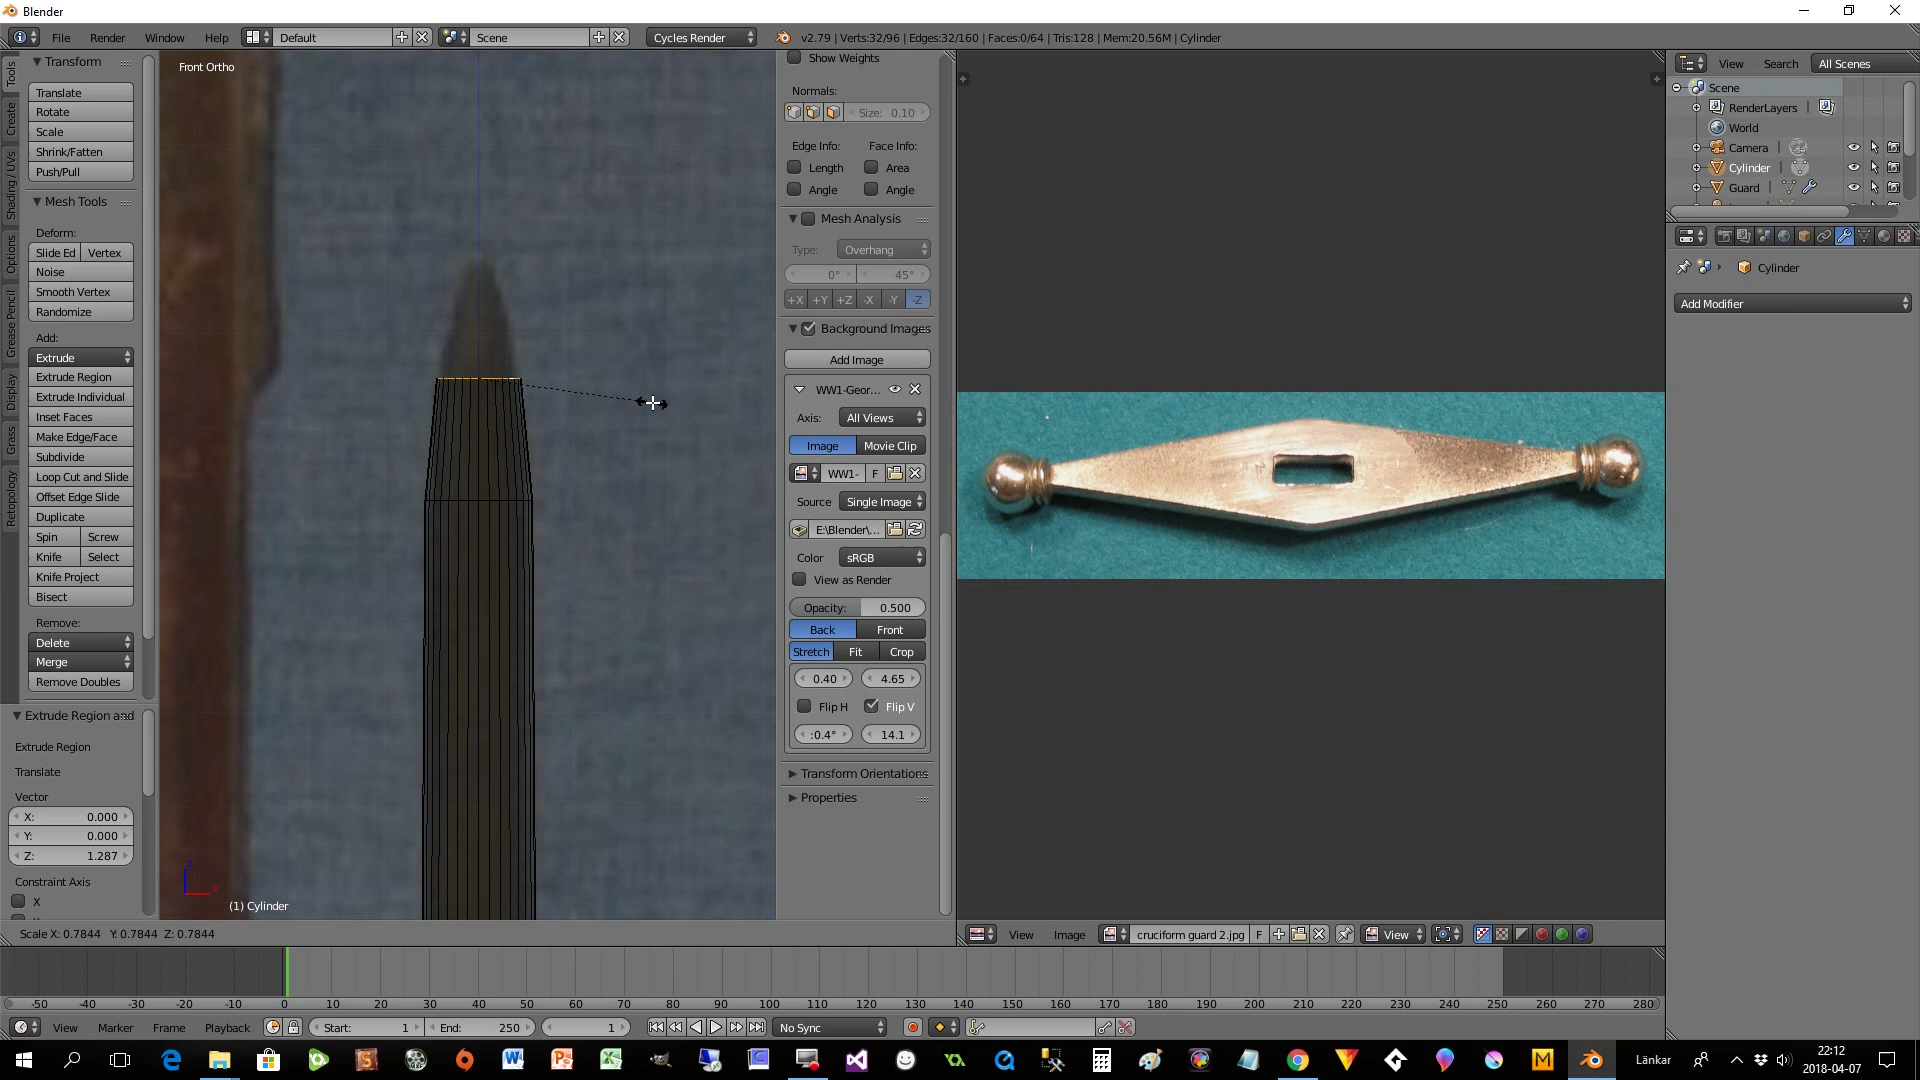 Blender
File Render Window Help Default Scene Cycles Render v2.79 | Verts:32/96 | Edges:32/160 | Faces:0/64 | Tris:128 | Mem:20.56M | Cylinder
Tools
Create
Shading / UVs
Options
Grease Pencil
Display
Grass
Retopology
Transform
Translate
Rotate
Scale
Shrink/Fatten
Push/Pull
Mesh Tools
Deform:
Slide Ed Vertex
Noise
Smooth Vertex
Randomize
Add:
Extrude
Extrude Region
Extrude Individual
Inset Faces
Make Edge/Face
Subdivide
Loop Cut and Slide
Offset Edge Slide
Duplicate
Spin Screw
Knife Select
Knife Project
Bisect
Remove:
Delete
Merge
Remove Doubles
Extrude Region and
Extrude Region
Translate
Vector
X: 0.000
Y: 0.000
Z: 1.287
Constraint Axis
X
Front Ortho
z
x
(1) Cylinder
Scale X: 0.7844 Y: 0.7844 Z: 0.7844
Show Weights
Normals:
Size: 0.10
Edge Info: Face Info:
Length Area
Angle Angle
Mesh Analysis
Type: Overhang
0° 45°
+X +Y +Z -X -Y -Z
Background Images
Add Image
WW1-Geor...
Axis: All Views
Image Movie Clip
WW1- F
Source Single Image
E:\Blender\...
Color sRGB
View as Render
Opacity: 0.500
Back Front
Stretch Fit Crop
0.40 4.65
Flip H Flip V
:0.4° 14.1
Transform Orientations
Properties
View Image cruciform guard 2.jpg F View
View Search All Scenes
Scene
RenderLayers
World
Camera
Cylinder
Guard
Cylinder
Add Modifier
-50 -40 -30 -20 -10 0 10 20 30 40 50 60 70 80 90 100 110 120 130 140 150 160 170 180 190 200 210 220 230 240 250 260 270 280
View Marker Frame Playback Start: 1 End: 250 1 No Sync
Länkar
22:12
2018-04-07